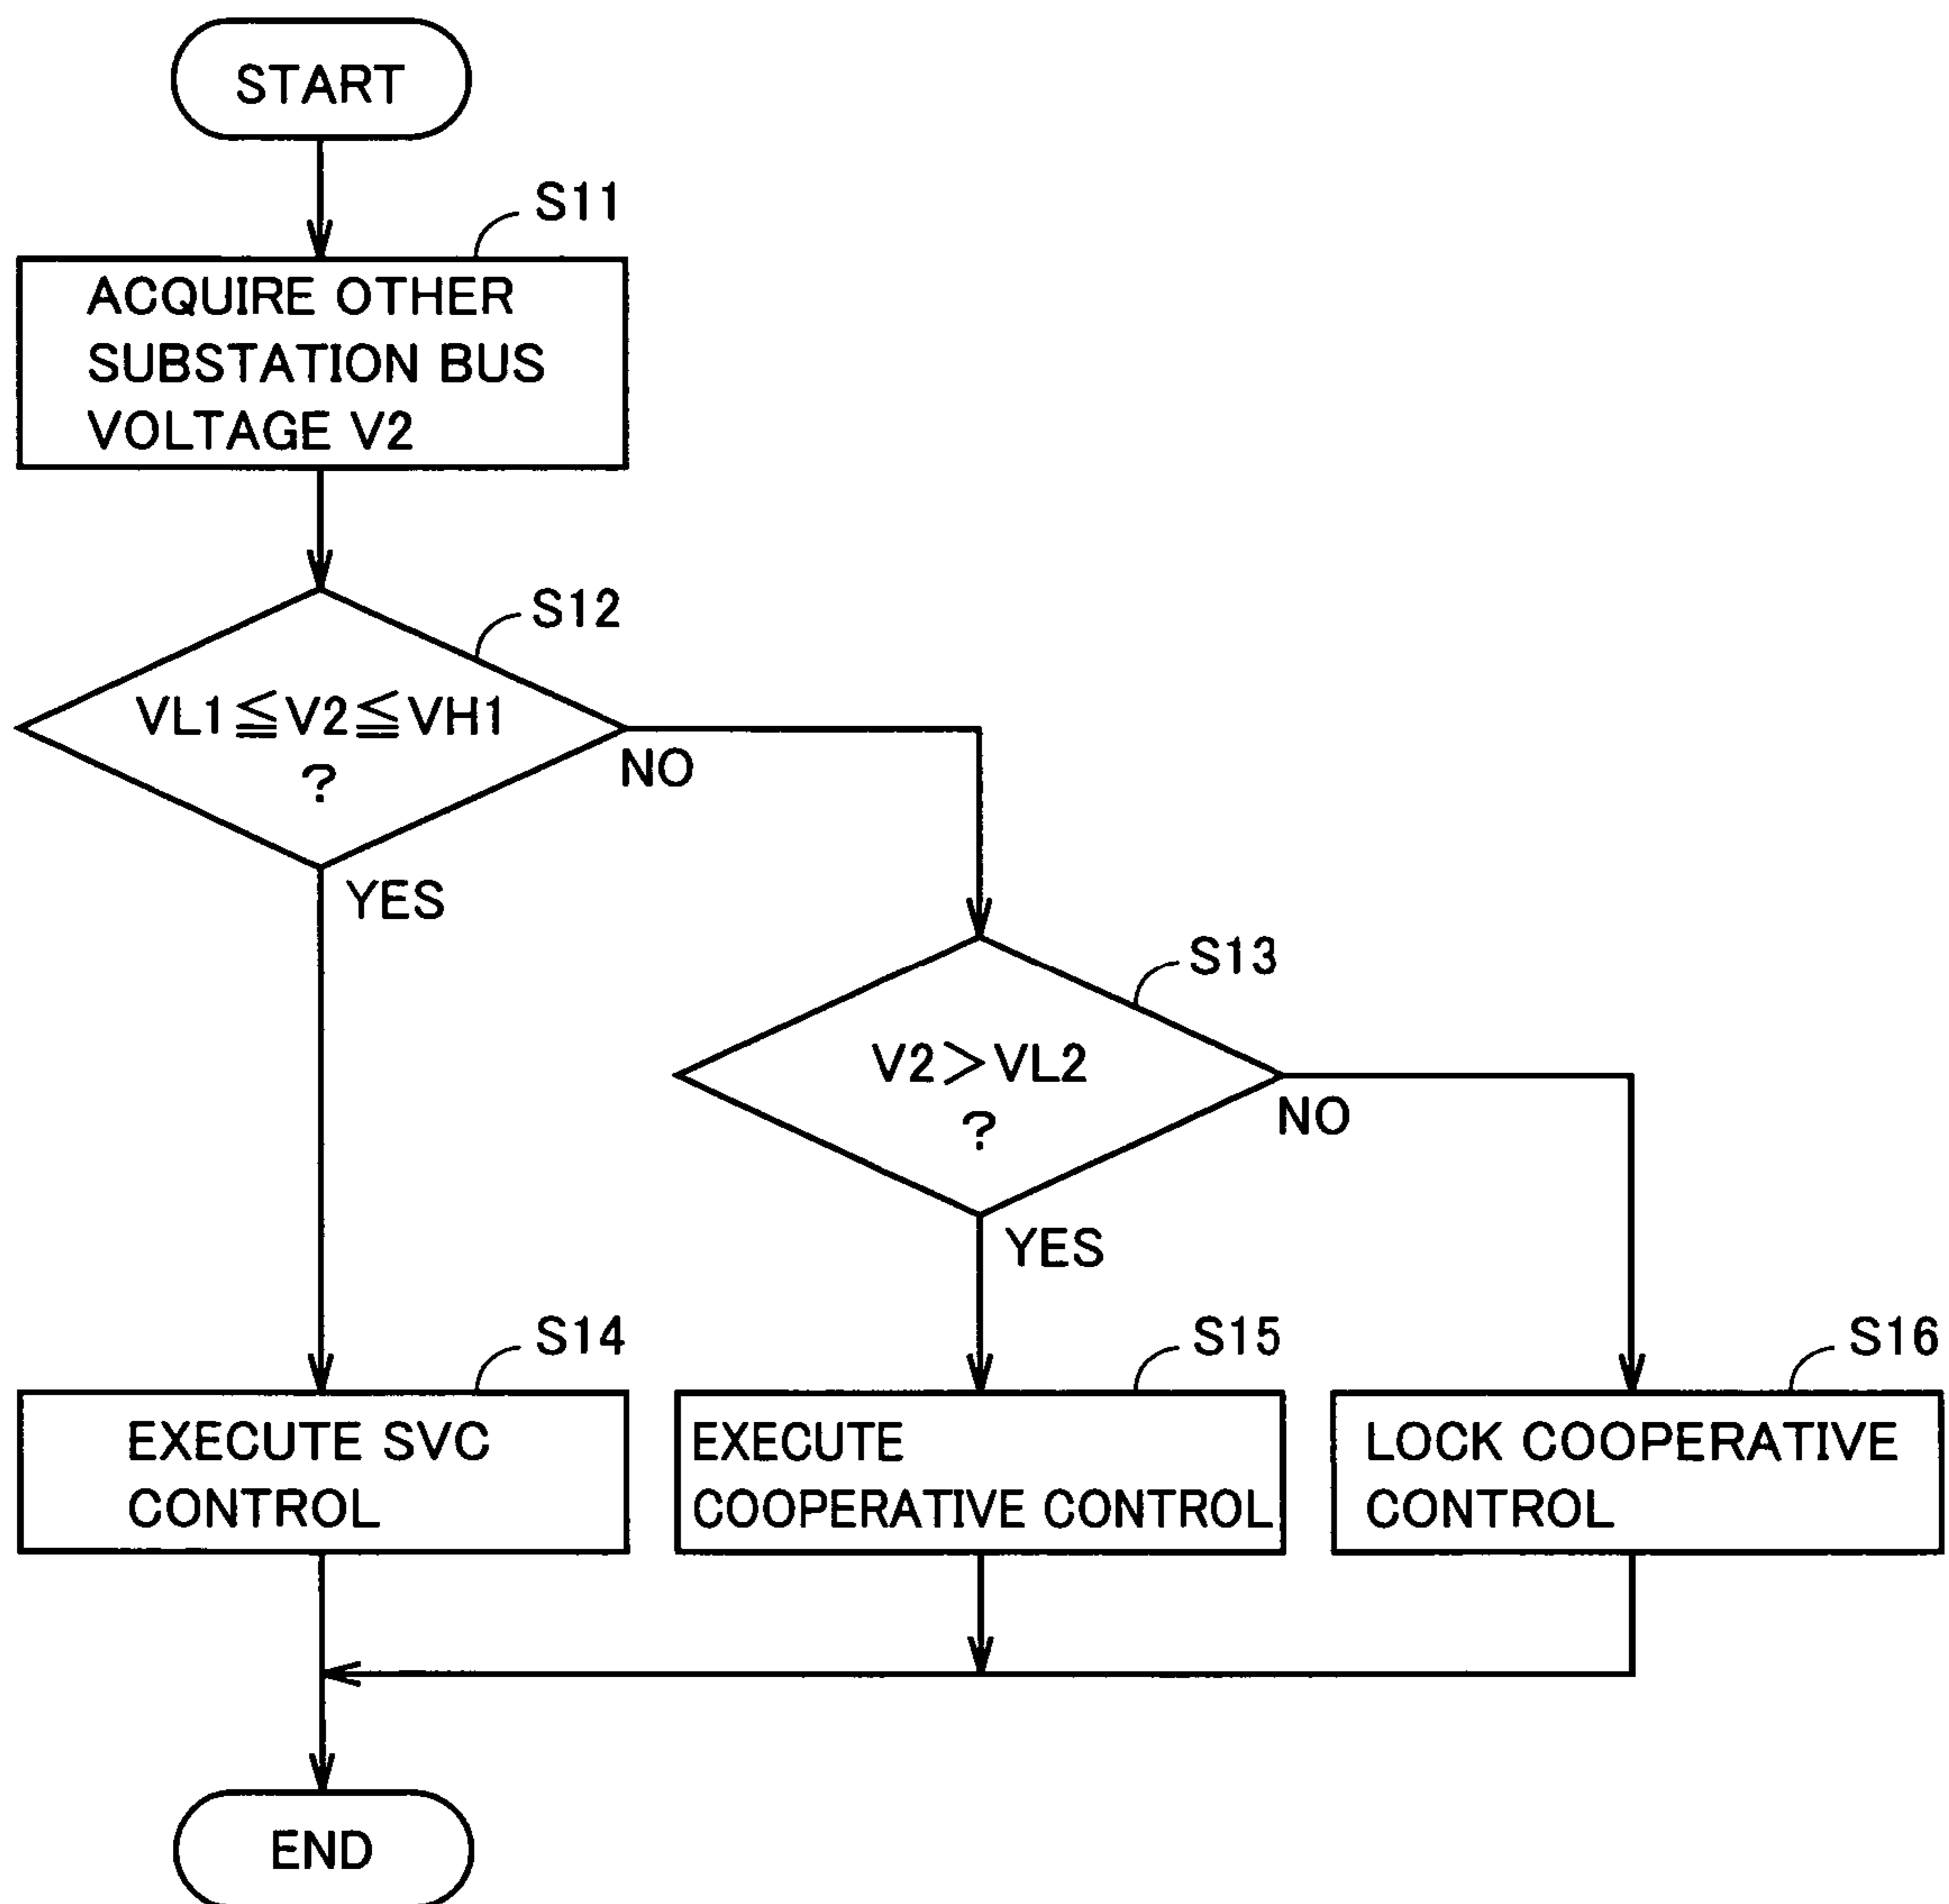 START
S11
ACQUIRE OTHER
SUBSTATION BUS
VOLTAGE V2
S12
VL1≦V2≦VH1
?
NO
YES
S13
V2>VL2
?
NO
YES
S14
EXECUTE SVC
CONTROL
S15
EXECUTE
COOPERATIVE CONTROL
S16
LOCK COOPERATIVE
CONTROL
END